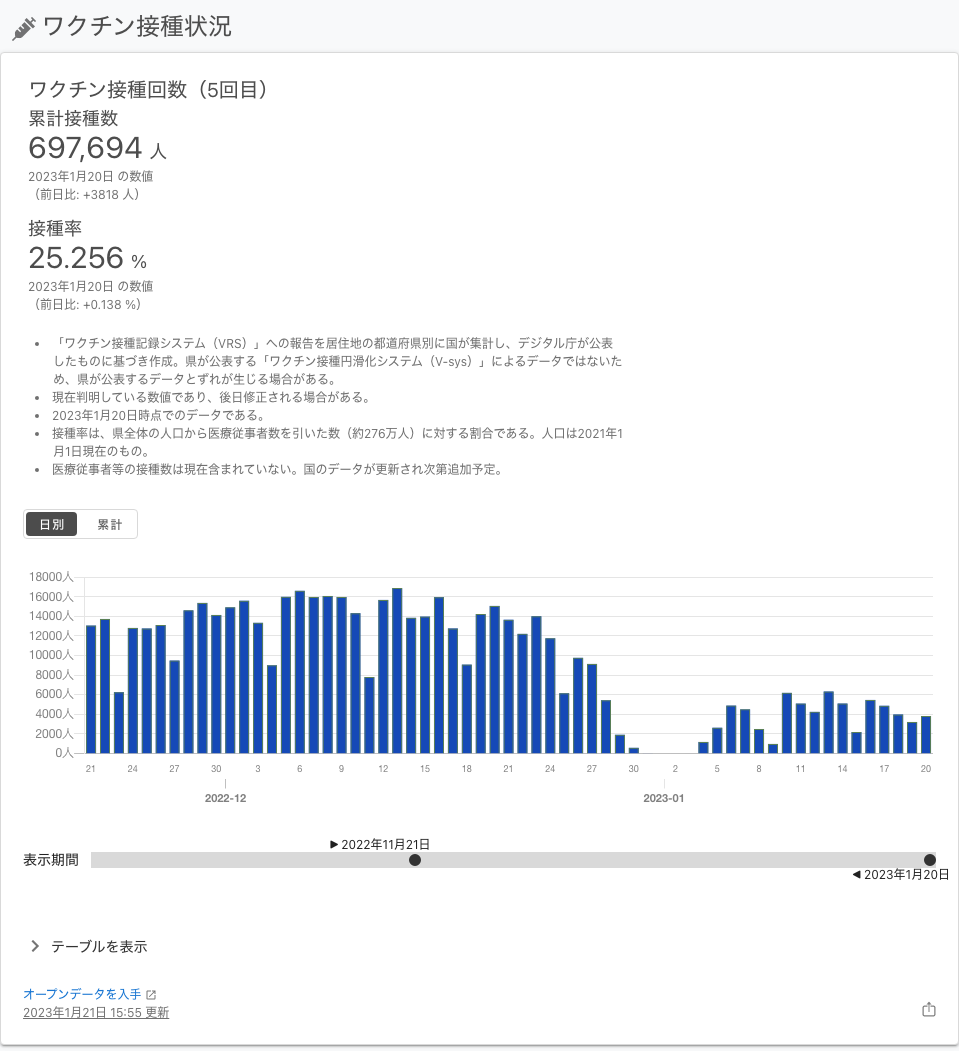 ワクチン接種状況
ワクチン接種回数（5回目）
累計接種数
697,694 人
2023年1月20日 の数値
（前日比: +3818 人）
接種率
25.256 %
2023年1月20日 の数値
（前日比: +0.138 %）
• 「ワクチン接種記録システム（VRS）」への報告を居住地の都道府県別に国が集計し、デジタル庁が公表
したものに基づき作成。県が公表する「ワクチン接種円滑化システム（V-sys）」によるデータではないた
め、県が公表するデータとずれが生じる場合がある。
• 現在判明している数値であり、後日修正される場合がある。
• 2023年1月20日時点でのデータである。
• 接種率は、県全体の人口から医療従事者数を引いた数（約276万人）に対する割合である。人口は2021年1
月1日現在のもの。
• 医療従事者等の接種数は現在含まれていない。国のデータが更新され次第追加予定。
日別 累計
18000人
16000人
14000人
12000人
10000人
8000人
6000人
4000人
2000人
0人
21 24 27 30 3 6 9 12 15 18 21 24 27 30 2 5 8 11 14 17 20
2022-12 2023-01
▶ 2022年11月21日
表示期間
◀ 2023年1月20日
テーブルを表示
オープンデータを入手
2023年1月21日 15:55 更新